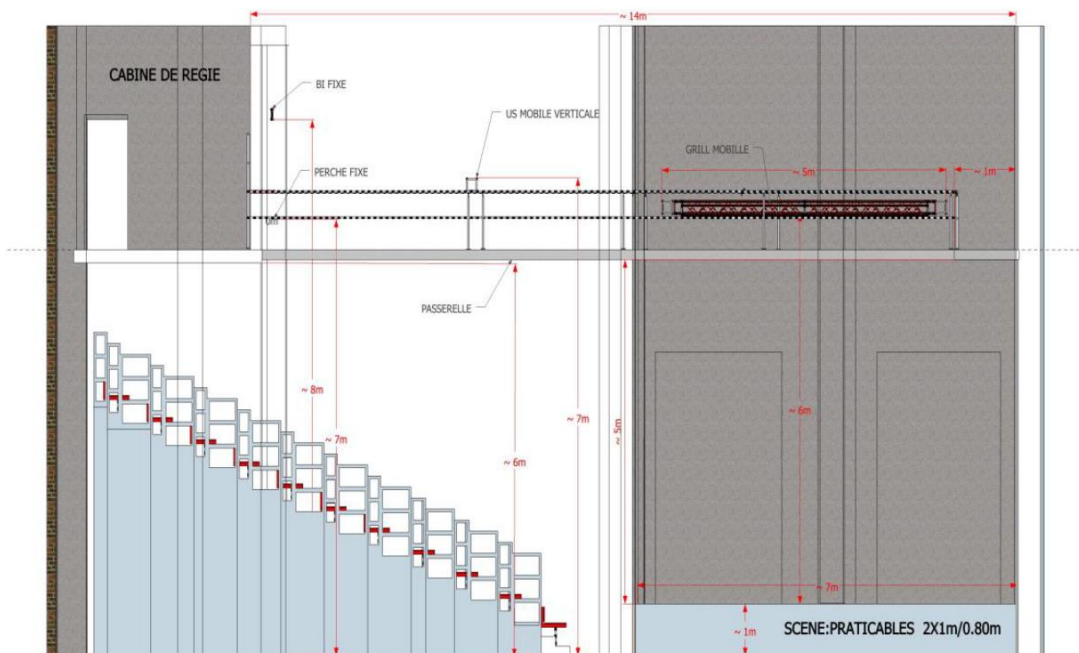 ~ 14m
CABINE DE REGIE
BI FIXE
US MOBILE VERTICALE
GRILL MOBILLE
PERCHE FIXE
~ 5m
~ 1m
PASSERELLE
~ 8m
~ 7m
~ 6m
~ 7m
~ 5m
~ 6m
~ 7m
~ 1m
SCENE:PRATICABLES 2X1m/0.80m